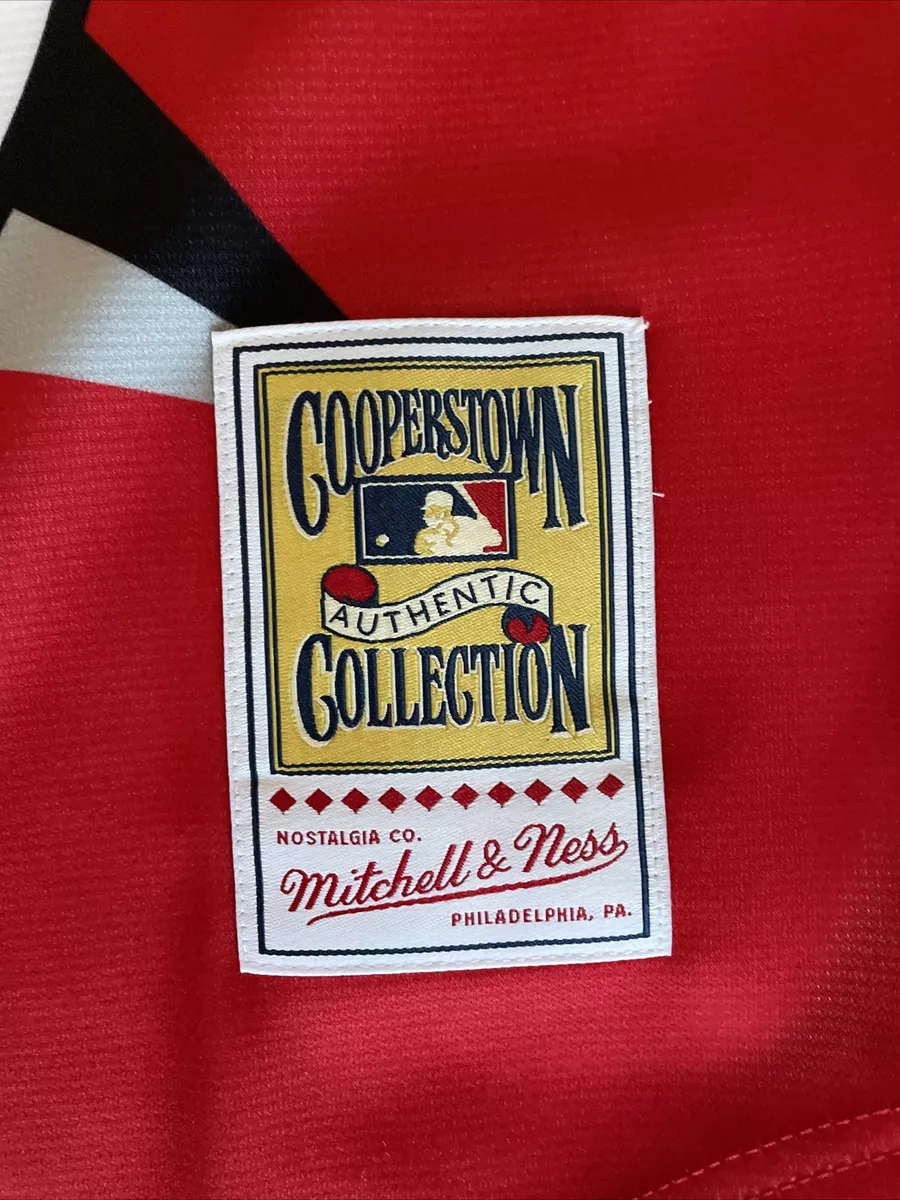 COOPERSTOWN
AUTHENTIC
COLLECTION
NOSTALGIA CO.
Mitchell & Ness
PHILADELPHIA, PA.